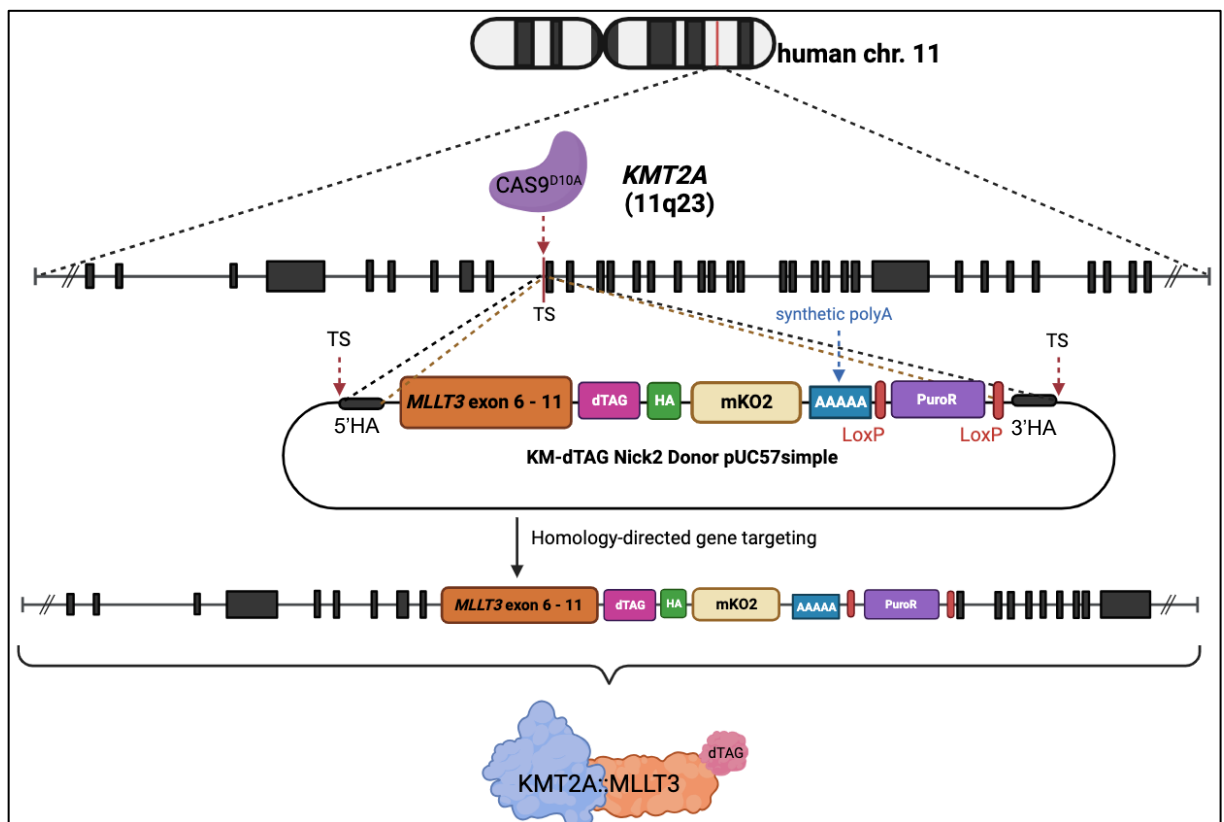 human chr. 11
CAS9D10A
KMT2A
(11q23)
//
//
TS
synthetic polyA
TS
TS
MLLT3 exon 6 - 11
dTAG
HA
mKO2
AAAAA
PuroR
5'HA
LoxP
LoxP
3'HA
KM-dTAG Nick2 Donor pUC57simple
Homology-directed gene targeting
//
MLLT3 exon 6 - 11
dTAG
HA
mKO2
AAAAA
PuroR
//
dTAG
KMT2A::MLLT3